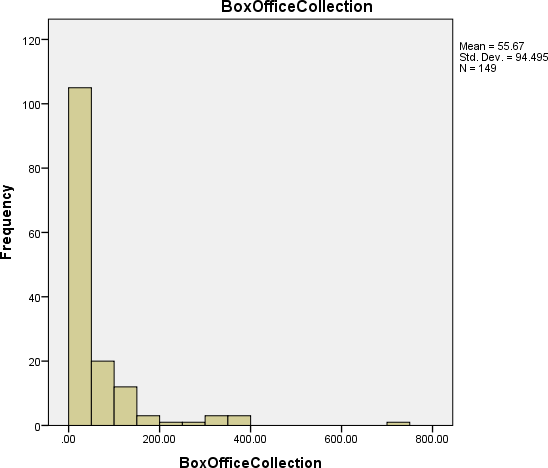 BoxOfficeCollection
Mean = 55.67
Std. Dev. = 94.495
N = 149
120
100
80
60
40
20
0
Frequency
.00 200.00 400.00 600.00 800.00
BoxOfficeCollection